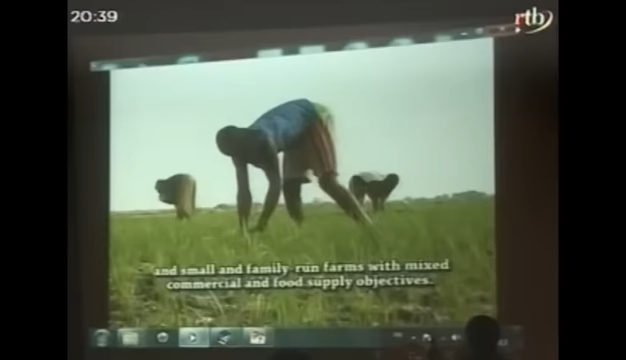 20:39
rtb
and small and family-run farms with mixed
commercial and food supply objectives.